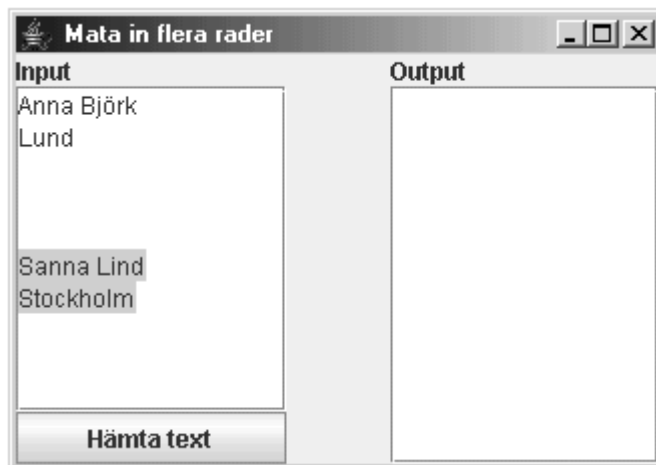 Mata in flera rader
Input
Output
Anna Björk
Lund
Sanna Lind
Stockholm
Hämta text